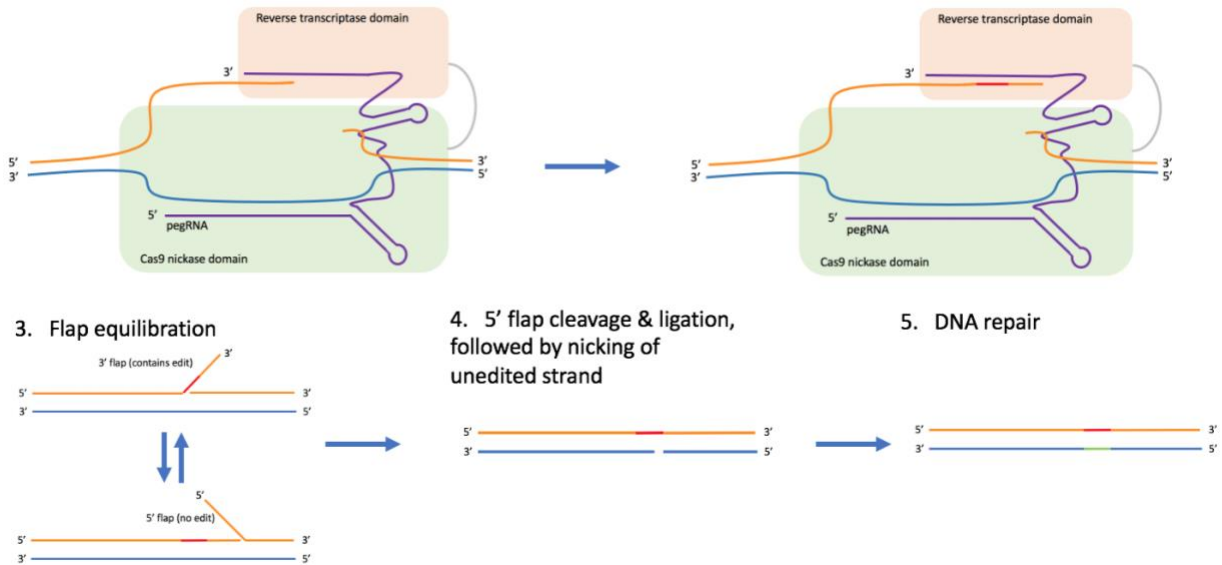 Reverse transcriptase domain
3'
5'
3'
3'
5'
5'
pegRNA
Cas9 nickase domain
Reverse transcriptase domain
3'
5'
3'
3'
5'
5'
pegRNA
Cas9 nickase domain
3. Flap equilibration
3' flap (contains edit)
3'
5'
3'
3'
5'
5'
5' flap (no edit)
5'
3'
3'
5'
4. 5' flap cleavage & ligation,
followed by nicking of
unedited strand
5'
3'
3'
5'
5. DNA repair
5'
3'
3'
5'